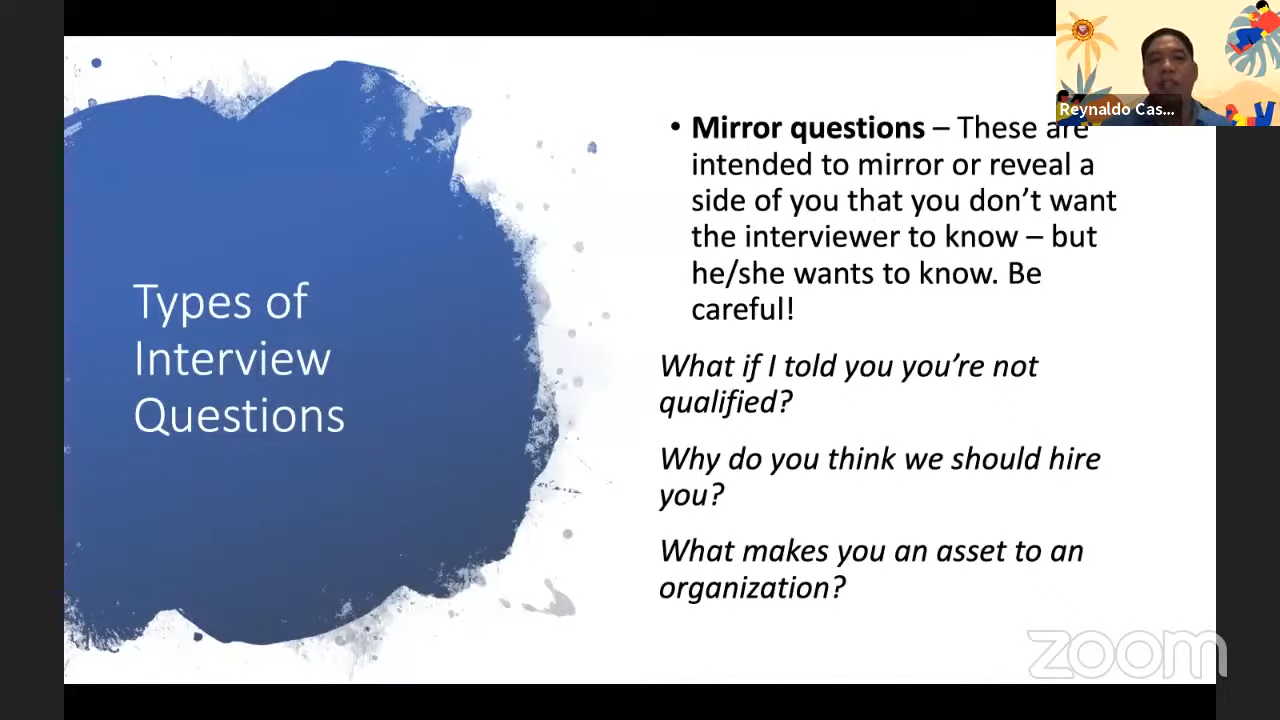 Reynaldo Cas...
Types of
Interview
Questions
• Mirror questions – These are
intended to mirror or reveal a
side of you that you don’t want
the interviewer to know – but
he/she wants to know. Be
careful!
What if I told you you’re not
qualified?
Why do you think we should hire
you?
What makes you an asset to an
organization?
zoom